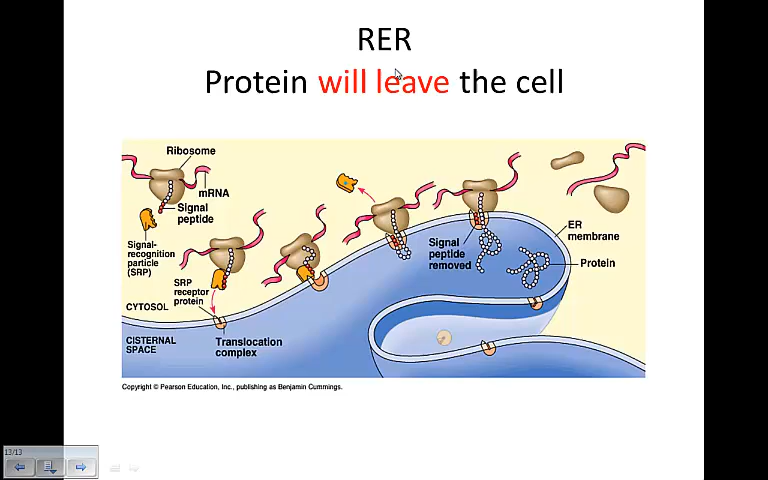 RER
Protein will leave the cell
Ribosome
mRNA
Signal
peptide
Signal-
recognition
particle
(SRP)
SRP
receptor
protein
CYTOSOL
CISTERNAL
SPACE
Translocation
complex
Signal
peptide
removed
ER
membrane
Protein
Copyright © Pearson Education, Inc., publishing as Benjamin Cummings.
13/13